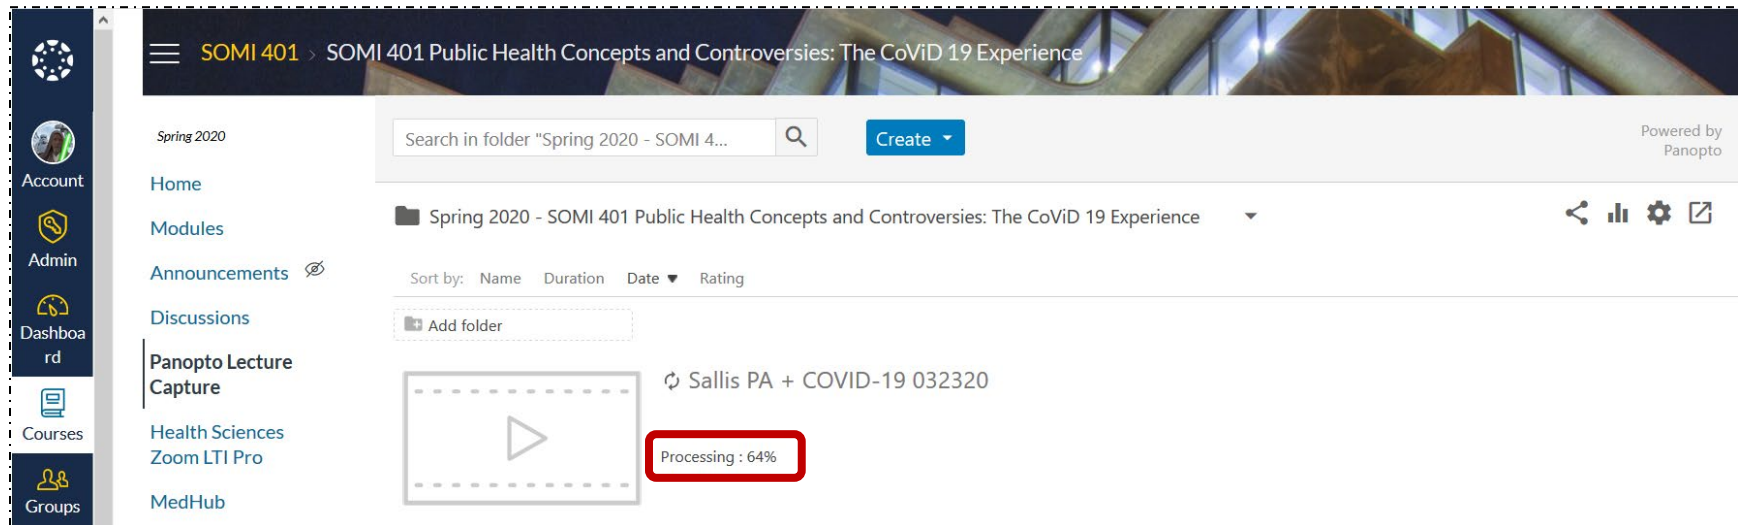 SOMI 401 > SOMI 401 Public Health Concepts and Controversies: The CoViD 19 Experience
Account
Admin
Dashboa
rd
Courses
Groups
Spring 2020
Home
Modules
Announcements
Discussions
Panopto Lecture
Capture
Health Sciences
Zoom LTI Pro
MedHub
Search in folder "Spring 2020 - SOMI 4...
Create
Powered by
Panopto
Spring 2020 - SOMI 401 Public Health Concepts and Controversies: The CoViD 19 Experience
Sort by: Name Duration Date ▼ Rating
Add folder
Sallis PA + COVID-19 032320
Processing : 64%